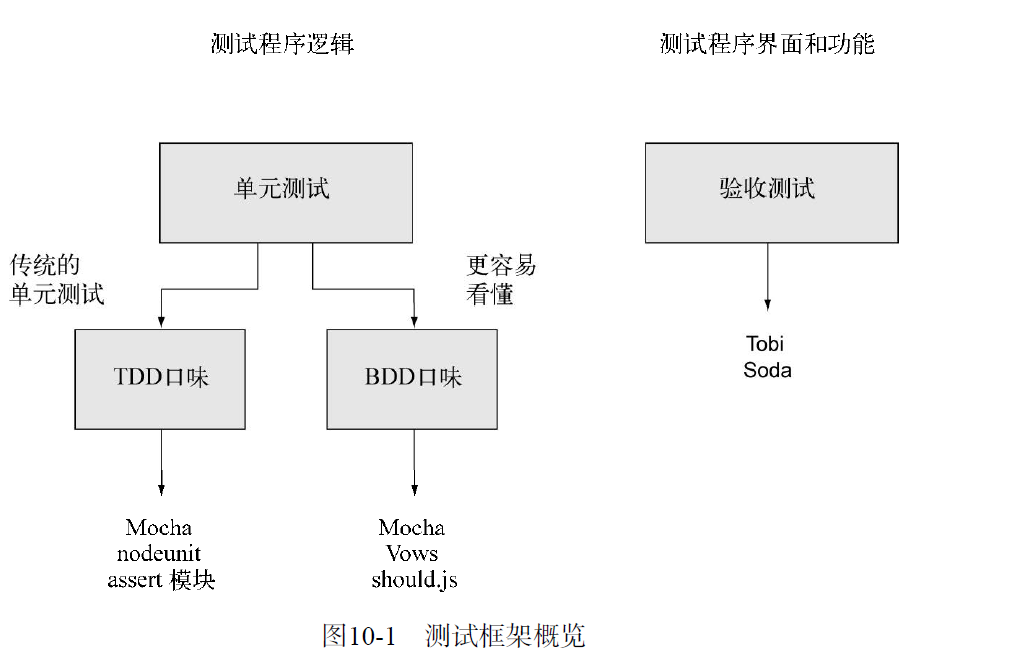 测试程序逻辑
测试程序界面和功能
单元测试
验收测试
传统的
单元测试
更容易
看懂
TDD口味
BDD口味
Tobi
Soda
Mocha
nodeunit
assert 模块
Mocha
Vows
should.js
图10-1 测试框架概览